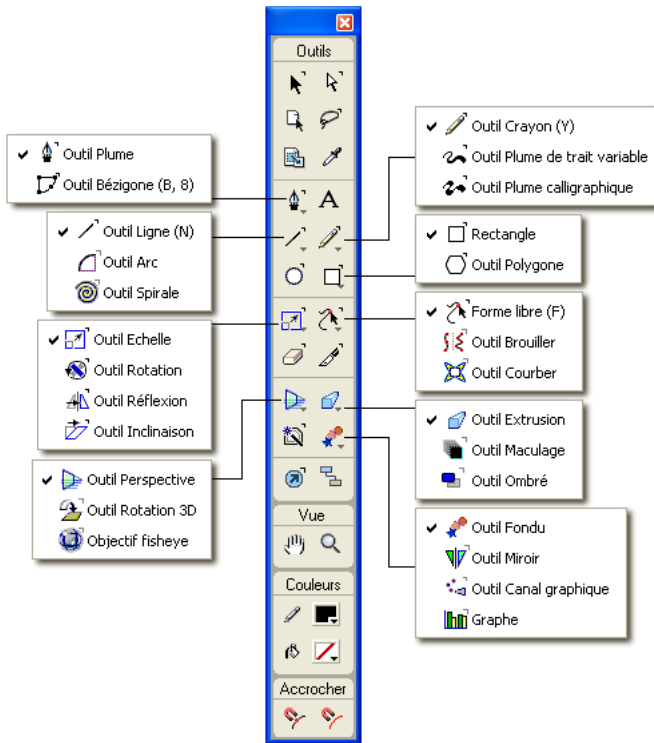 Outils
Outil Plume
Outil Bézigone (B, 8)
Outil Ligne (N)
Outil Arc
Outil Spirale
Outil Echelle
Outil Rotation
Outil Réflexion
Outil Inclinaison
Outil Perspective
Outil Rotation 3D
Objectif fisheye
A
Outil Crayon (Y)
Outil Plume de trait variable
Outil Plume calligraphique
Rectangle
Outil Polygone
Forme libre (F)
Outil Brouiller
Outil Courber
Outil Extrusion
Outil Maculage
Outil Ombré
Outil Fondu
Outil Miroir
Outil Canal graphique
Graphe
Vue
Couleurs
Accrocher